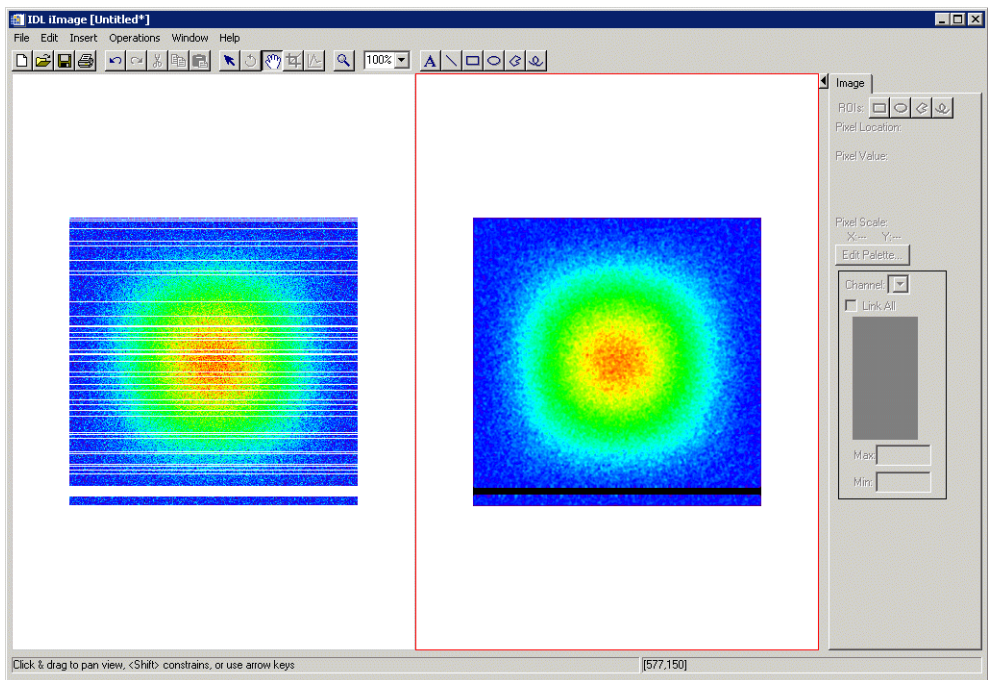 IDL iImage [Untitled*]
File Edit Insert Operations Window Help
100% A
Image
ROIs:
Pixel Location:
Pixel Value:
Pixel Scale:
X:--- Y:---
Edit Palette...
Channel:
Link All
Max:
Min:
Click & drag to pan view, <Shift> constrains, or use arrow keys [577,150]